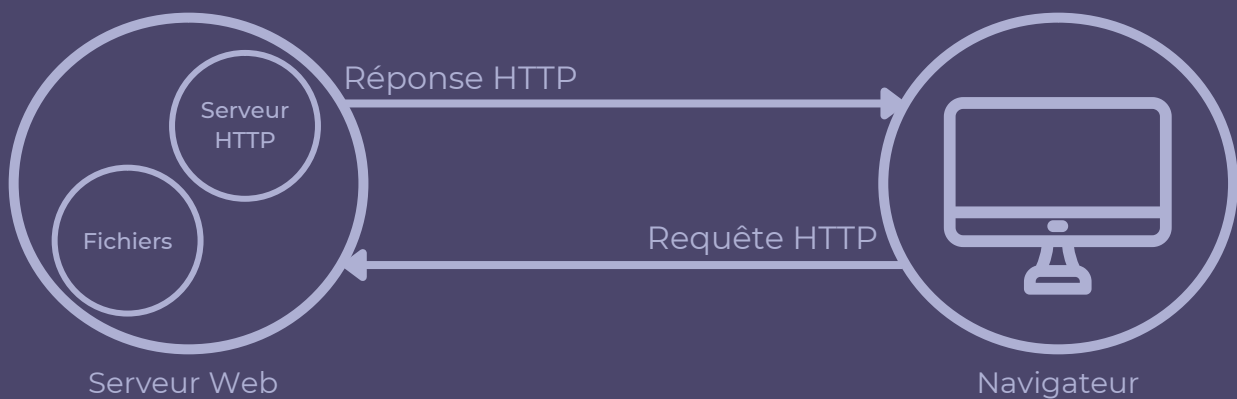 Réponse HTTP
Serveur
HTTP
Fichiers
Requête HTTP
Serveur Web
Navigateur